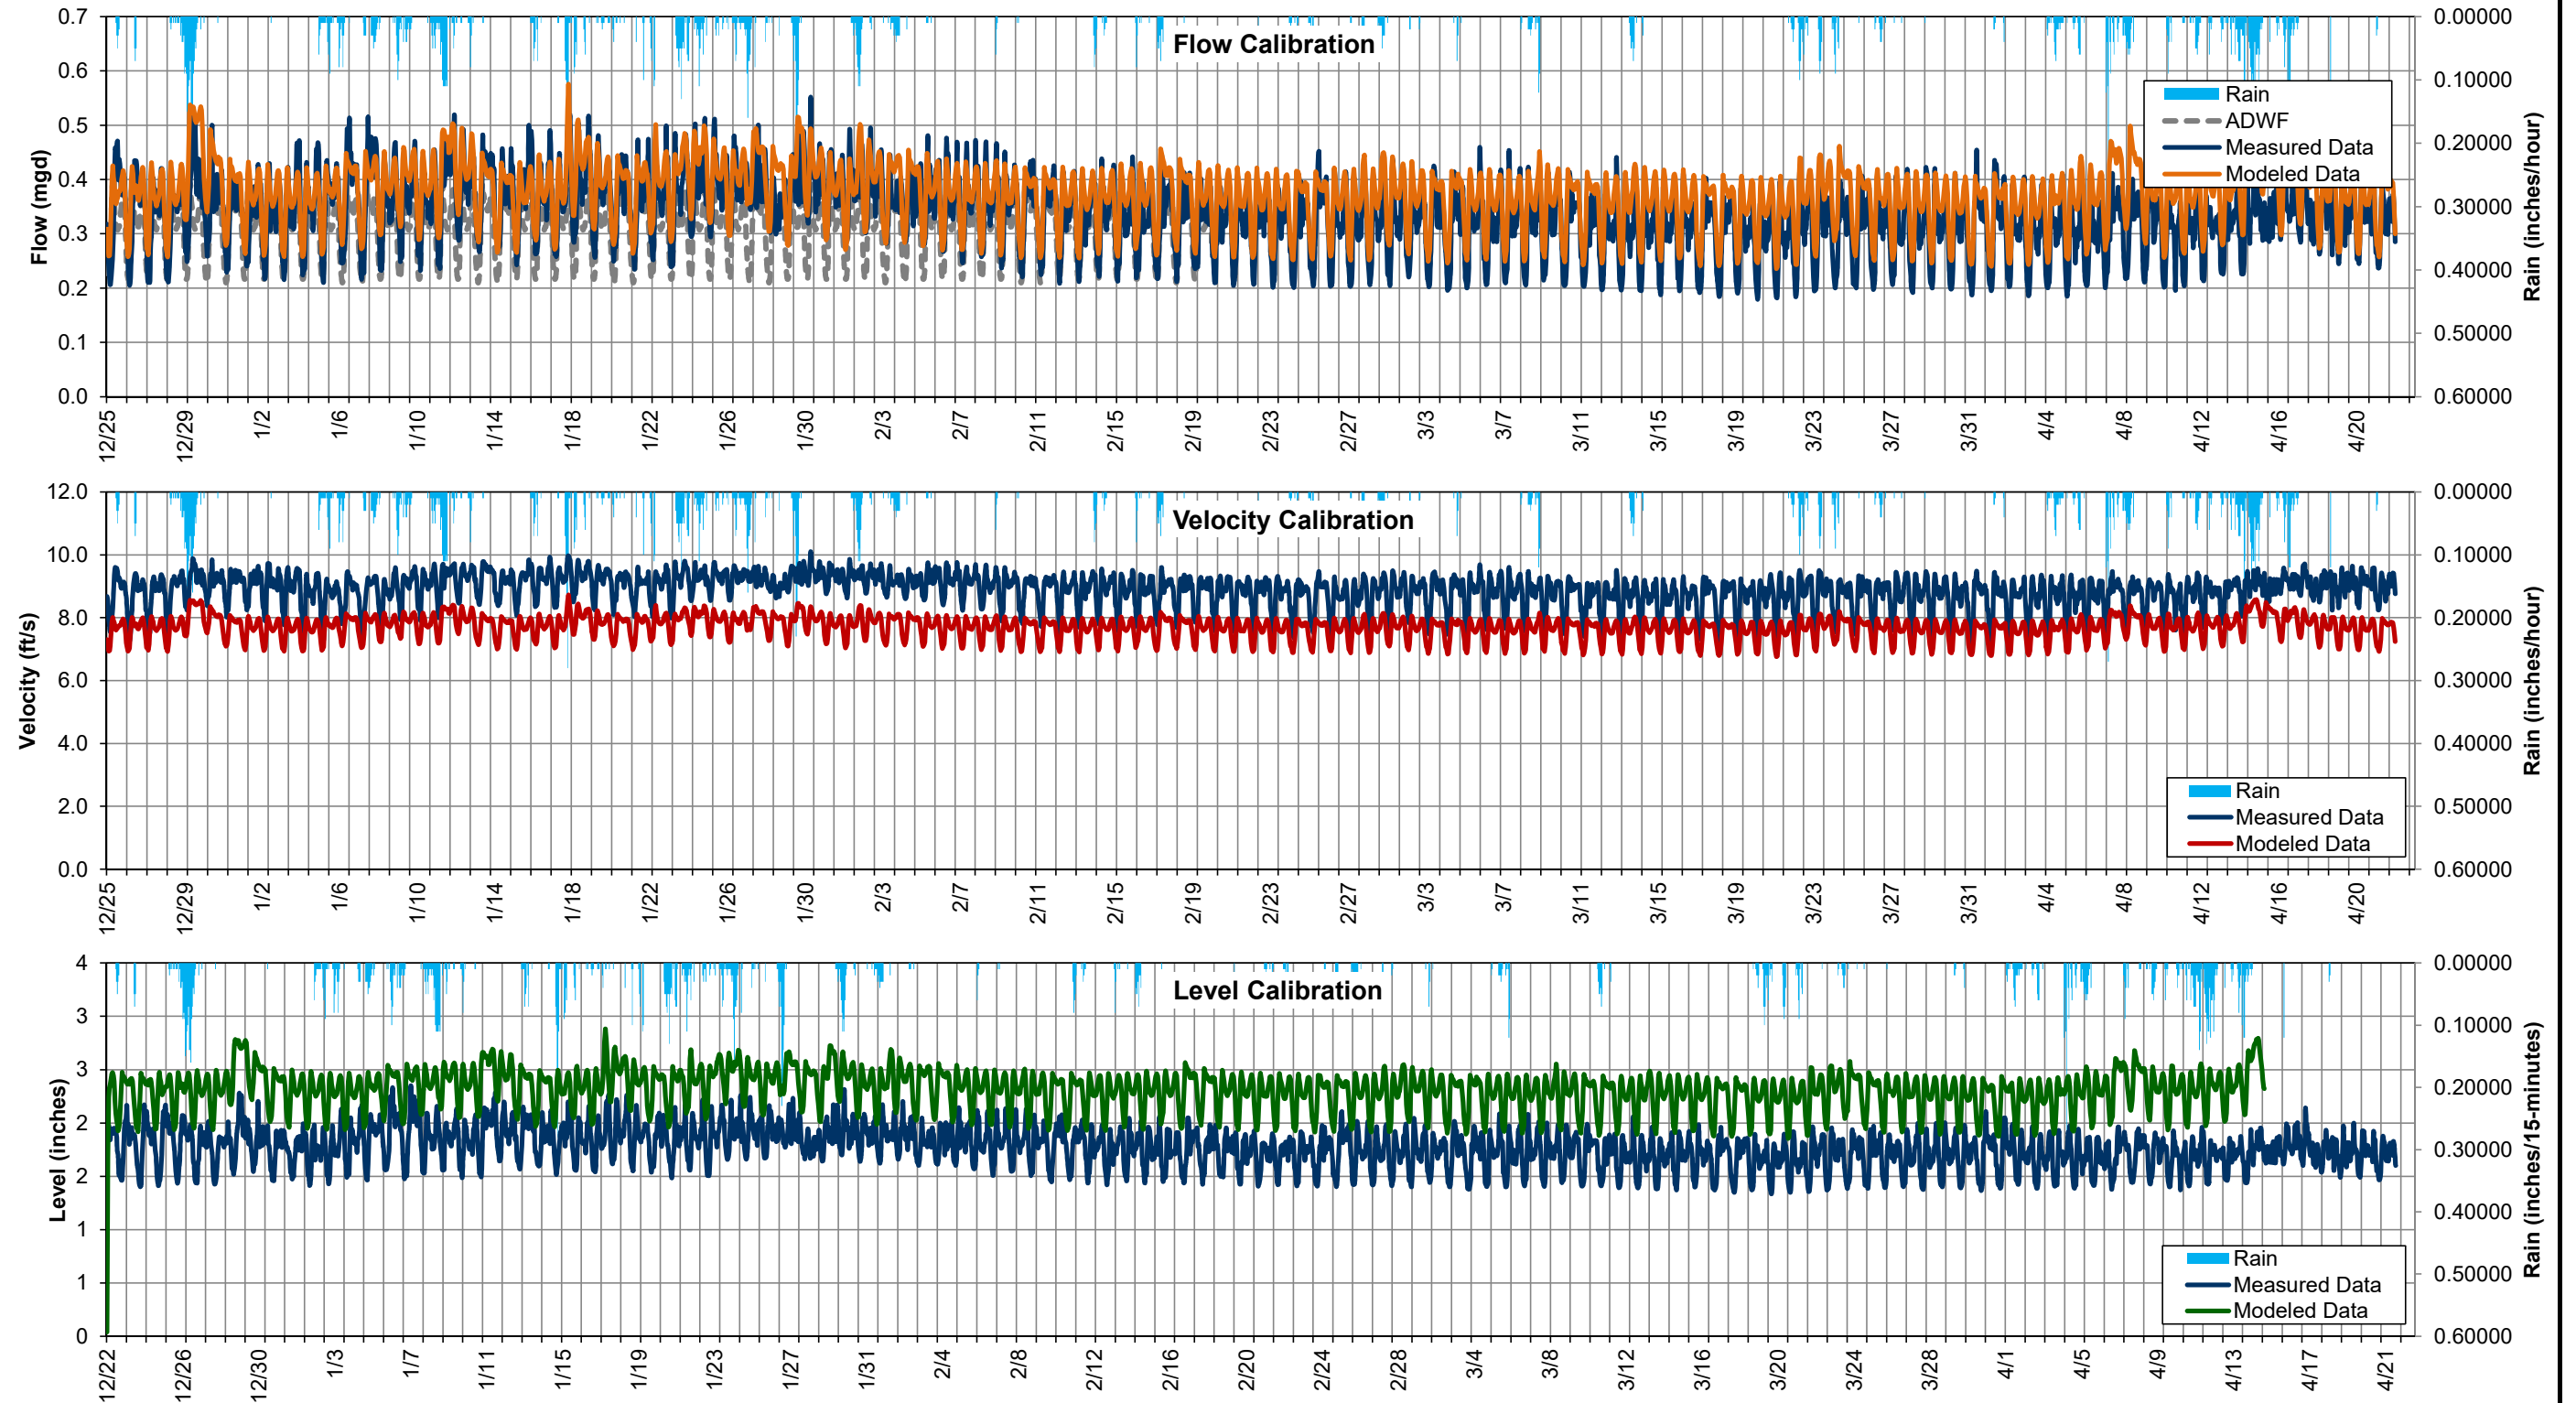 Flow Calibration
Flow (mgd)
0.7
0.6
0.5
0.4
0.3
0.2
0.1
0.0
0.00000
0.10000
0.20000
0.30000
0.40000
0.50000
0.60000
Rain (inches/hour)
Rain
ADWF
Measured Data
Modeled Data
12/25 12/29 1/2 1/6 1/10 1/14 1/18 1/22 1/26 1/30 2/3 2/7 2/11 2/15 2/19 2/23 2/27 3/3 3/7 3/11 3/15 3/19 3/23 3/27 3/31 4/4 4/8 4/12 4/16 4/20
Velocity Calibration
Velocity (ft/s)
12.0
10.0
8.0
6.0
4.0
2.0
0.0
0.00000
0.10000
0.20000
0.30000
0.40000
0.50000
0.60000
Rain (inches/hour)
Rain
Measured Data
Modeled Data
12/25 12/29 1/2 1/6 1/10 1/14 1/18 1/22 1/26 1/30 2/3 2/7 2/11 2/15 2/19 2/23 2/27 3/3 3/7 3/11 3/15 3/19 3/23 3/27 3/31 4/4 4/8 4/12 4/16 4/20
Level Calibration
Level (inches)
4
3
3
2
2
1
1
0
0.00000
0.10000
0.20000
0.30000
0.40000
0.50000
0.60000
Rain (inches/15-minutes)
Rain
Measured Data
Modeled Data
12/22 12/26 12/30 1/3 1/7 1/11 1/15 1/19 1/23 1/27 1/31 2/4 2/8 2/12 2/16 2/20 2/24 2/28 3/4 3/8 3/12 3/16 3/20 3/24 3/28 4/1 4/5 4/9 4/13 4/17 4/21